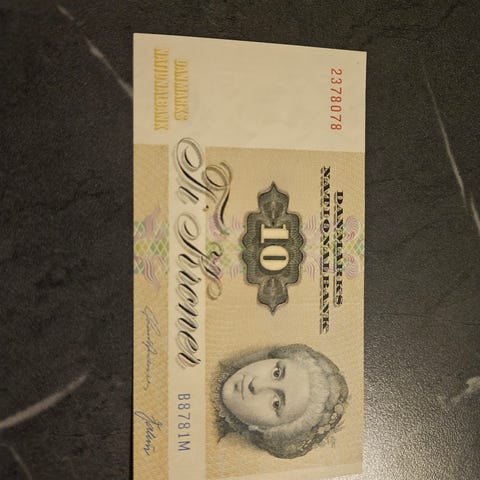 2378078
DANMARKS
NATIONALBANK
10
Ti Kroner
DANMARKS
NATIONALBANK
B8781M